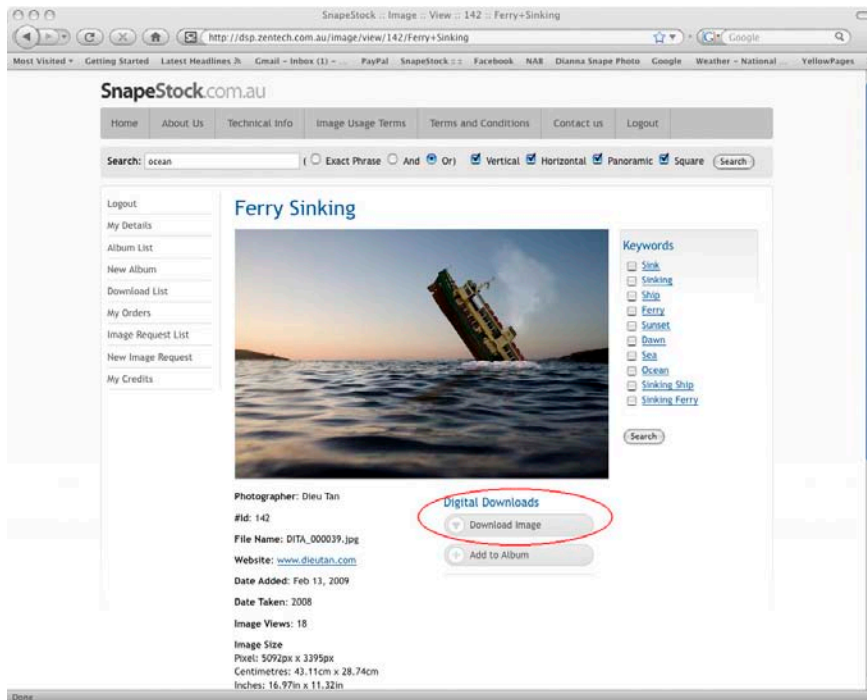 SnapeStock :: Image :: View :: 142 :: Ferry+Sinking
http://dsp.zentech.com.au/image/view/142/Ferry+Sinking
Google
Most Visited Getting Started Latest Headlines Gmail - Inbox (1) - ... PayPal SnapeStock :: Facebook NAB Dianna Snape Photo Google Weather - National ... YellowPages
SnapeStock.com.au
Home About Us Technical Info Image Usage Terms Terms and Conditions Contact us Logout
Search: ocean ( Exact Phrase And Or) Vertical Horizontal Panoramic Square Search
Logout
My Details
Album List
New Album
Download List
My Orders
Image Request List
New Image Request
My Credits
Ferry Sinking
Keywords
Sink
Sinking
Ship
Ferry
Sunset
Dawn
Sea
Ocean
Sinking Ship
Sinking Ferry
Search
Photographer: Dieu Tan
#Id: 142
File Name: DITA_000039.jpg
Website: www.dieutan.com
Date Added: Feb 13, 2009
Date Taken: 2008
Image Views: 18
Image Size
Pixel: 5092px x 3395px
Centimetres: 43.11cm x 28.74cm
Inches: 16.97in x 11.32in
Digital Downloads
Download Image
Add to Album
Done